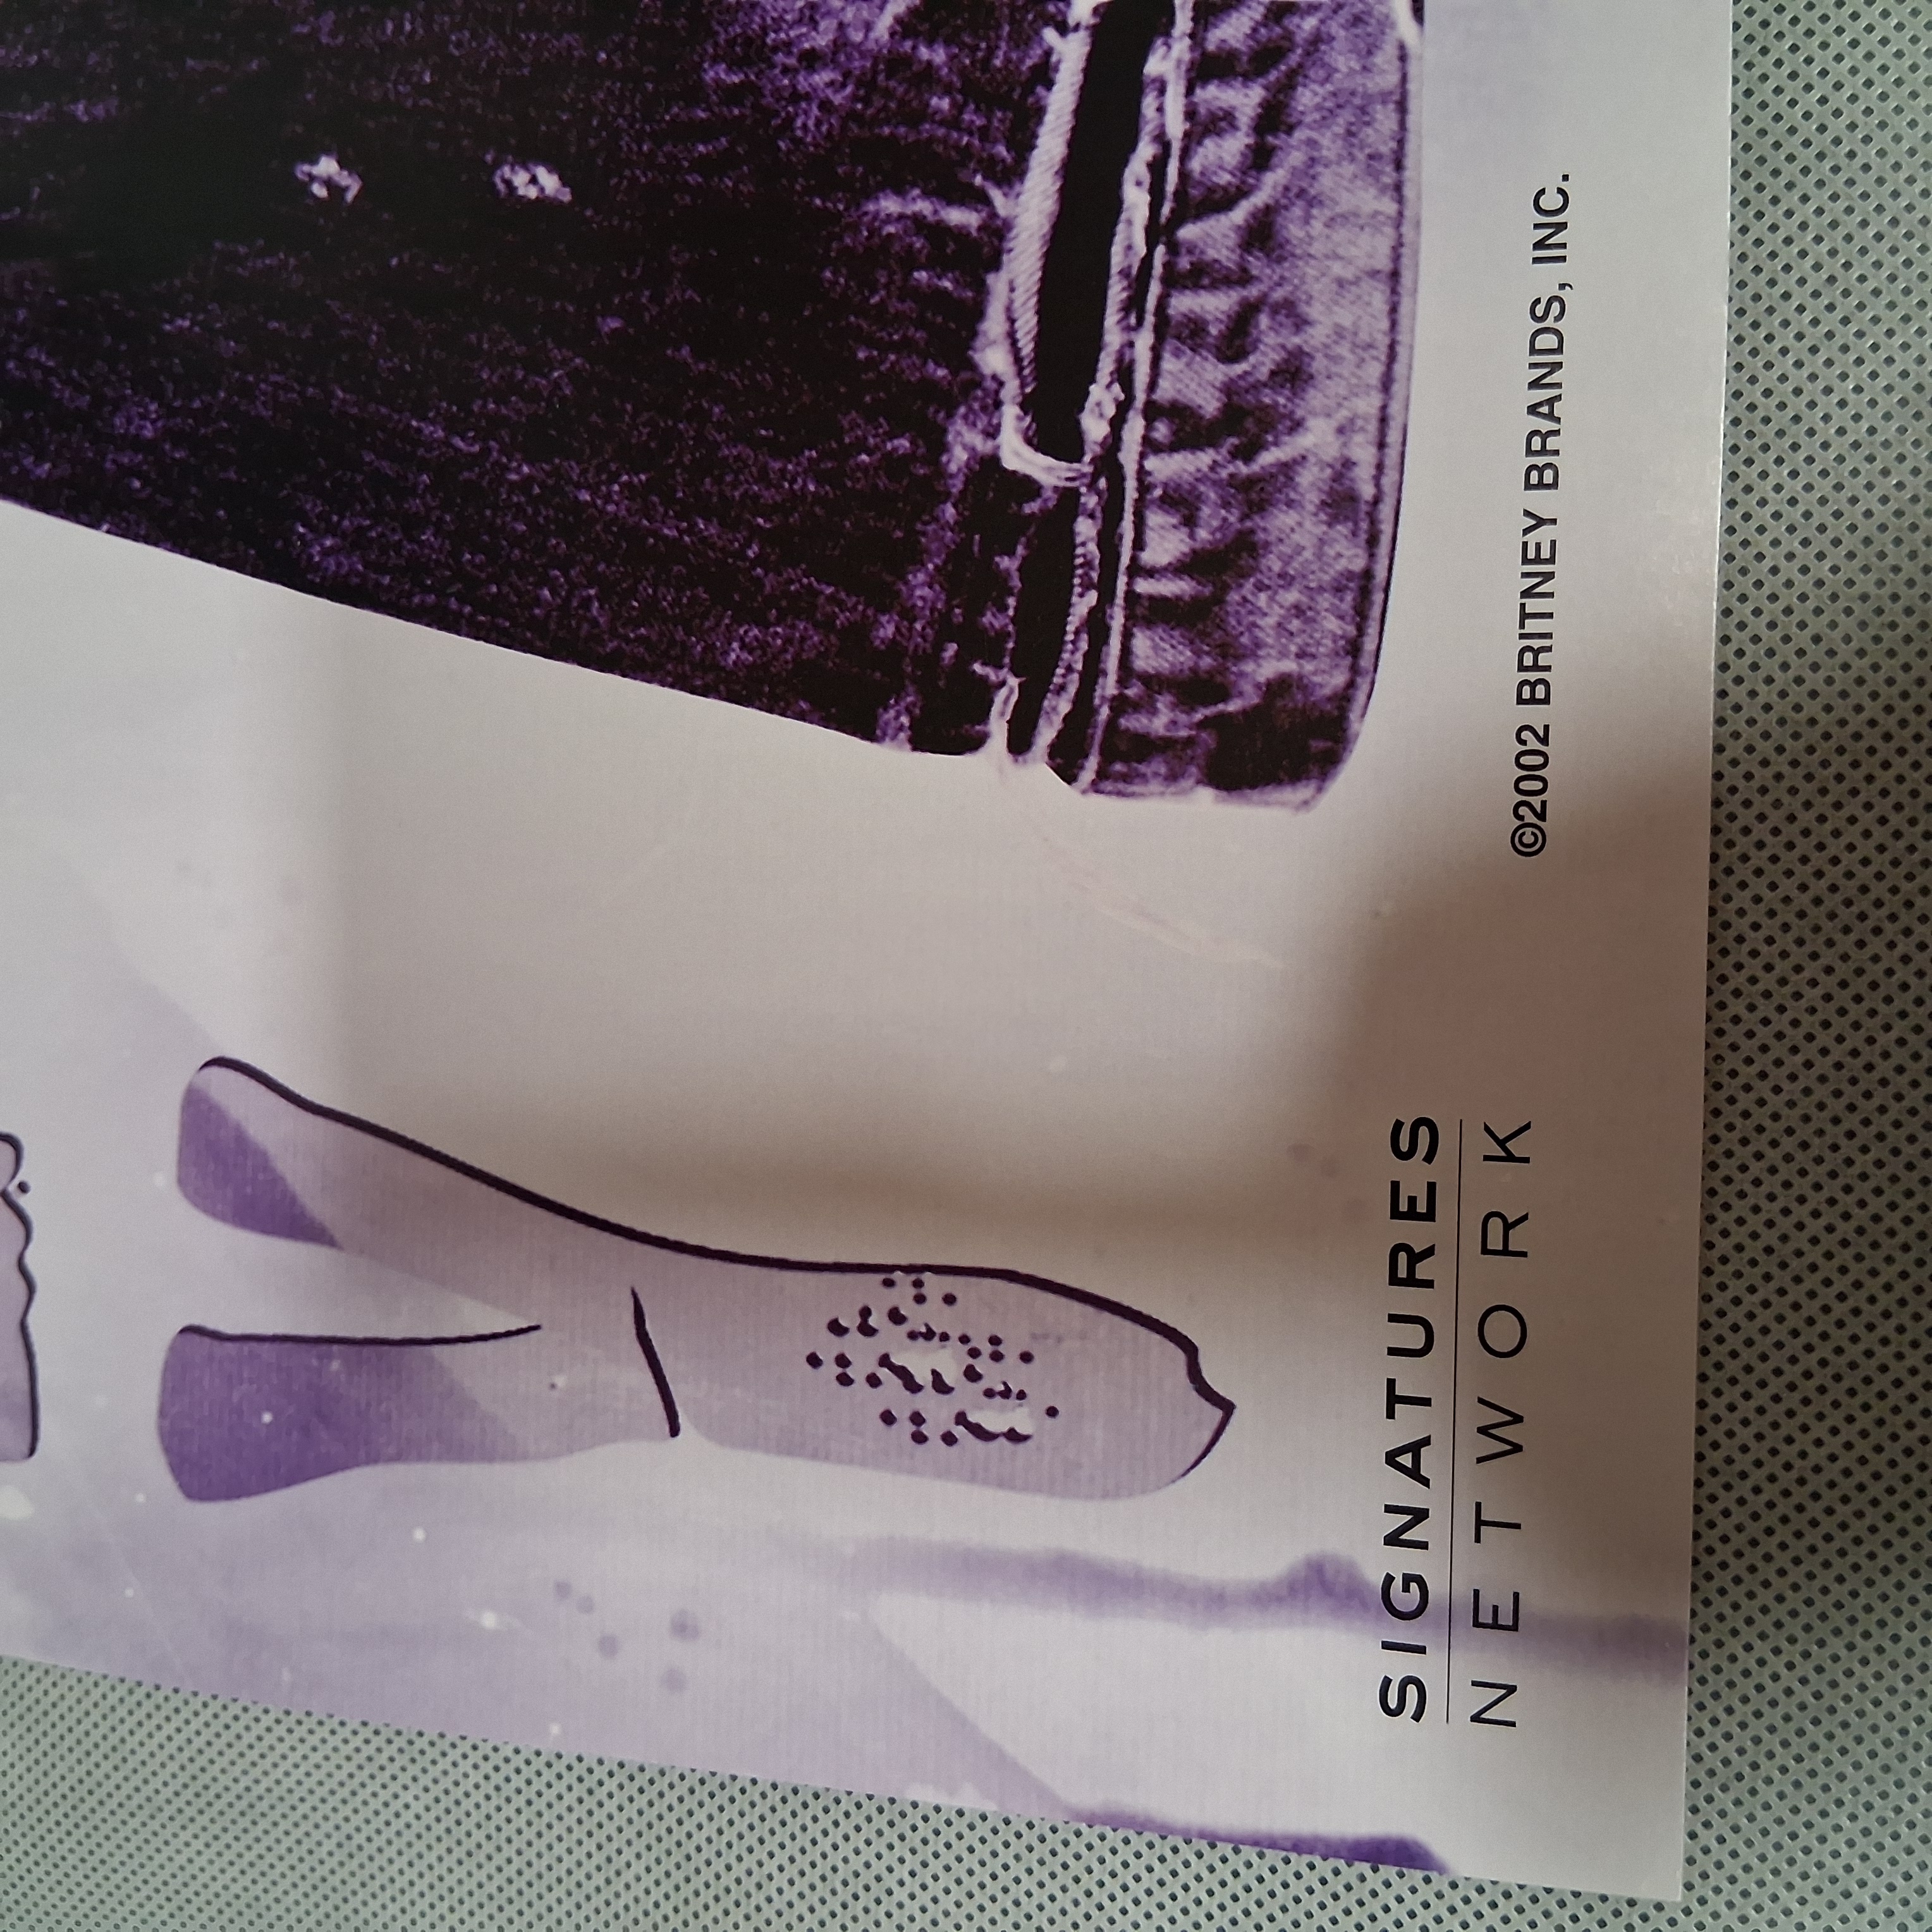 SIGNATURES
NETWORK
©2002 BRITNEY BRANDS, INC.